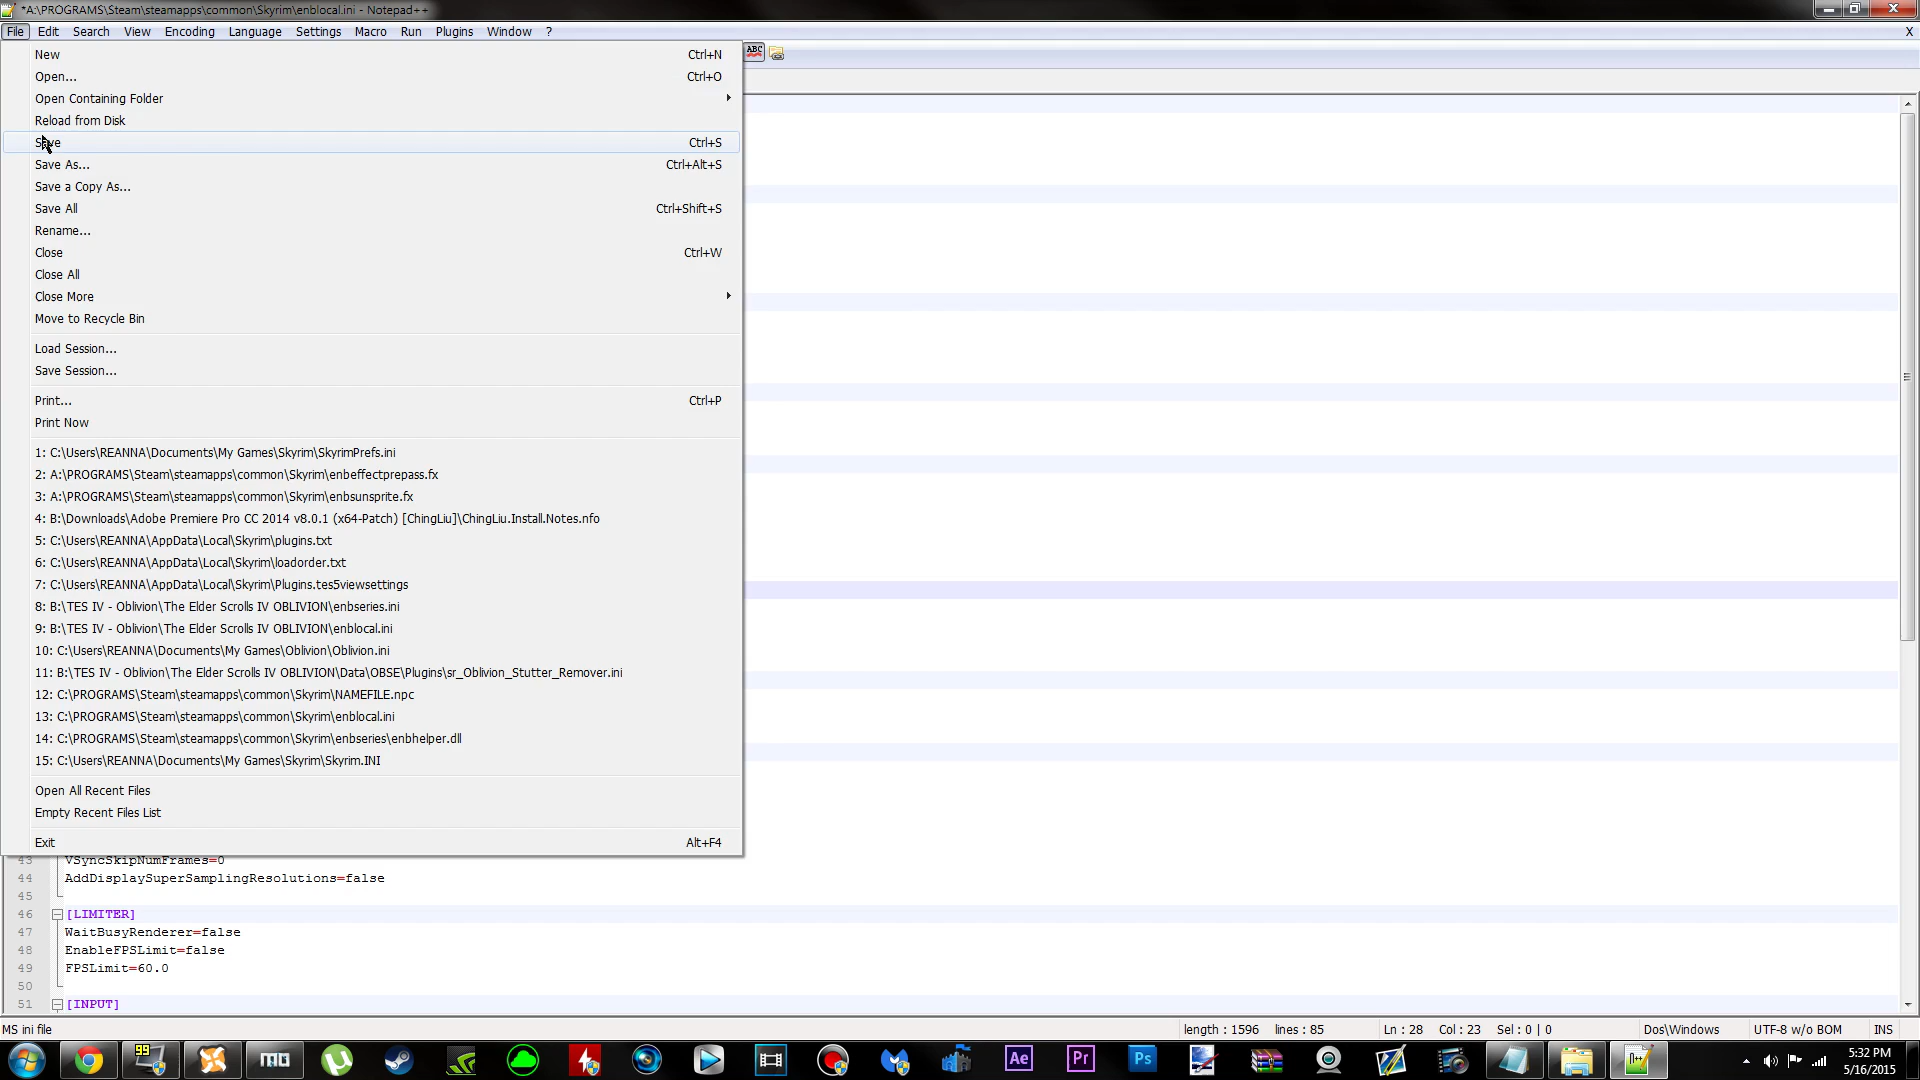 *A:\PROGRAMS\Steam\steamapps\common\Skyrim\enblocal.ini - Notepad++
File Edit Search View Encoding Language Settings Macro Run Plugins Window ? X
New Ctrl+N
Open... Ctrl+O
Open Containing Folder
Reload from Disk
Save Ctrl+S
Save As... Ctrl+Alt+S
Save a Copy As...
Save All Ctrl+Shift+S
Rename...
Close Ctrl+W
Close All
Close More
Move to Recycle Bin
Load Session...
Save Session...
Print... Ctrl+P
Print Now
1: C:\Users\REANNA\Documents\My Games\Skyrim\SkyrimPrefs.ini
2: A:\PROGRAMS\Steam\steamapps\common\Skyrim\enbeffectprepass.fx
3: A:\PROGRAMS\Steam\steamapps\common\Skyrim\enbsunsprite.fx
4: B:\Downloads\Adobe Premiere Pro CC 2014 v8.0.1 (x64-Patch) [ChingLiu]\ChingLiu.Install.Notes.nfo
5: C:\Users\REANNA\AppData\Local\Skyrim\plugins.txt
6: C:\Users\REANNA\AppData\Local\Skyrim\loadorder.txt
7: C:\Users\REANNA\AppData\Local\Skyrim\Plugins.tes5viewsettings
8: B:\TES IV - Oblivion\The Elder Scrolls IV OBLIVION\enbseries.ini
9: B:\TES IV - Oblivion\The Elder Scrolls IV OBLIVION\enblocal.ini
10: C:\Users\REANNA\Documents\My Games\Oblivion\Oblivion.ini
11: B:\TES IV - Oblivion\The Elder Scrolls IV OBLIVION\Data\OBSE\Plugins\sr_Oblivion_Stutter_Remover.ini
12: C:\PROGRAMS\Steam\steamapps\common\Skyrim\NAMEFILE.npc
13: C:\PROGRAMS\Steam\steamapps\common\Skyrim\enblocal.ini
14: C:\PROGRAMS\Steam\steamapps\common\Skyrim\enbseries\enbhelper.dll
15: C:\Users\REANNA\Documents\My Games\Skyrim\Skyrim.INI
Open All Recent Files
Empty Recent Files List
Exit Alt+F4
ABC
43 VSyncSkipNumFrames=0
44 AddDisplaySuperSamplingResolutions=false
45
46 [LIMITER]
47 WaitBusyRenderer=false
48 EnableFPSLimit=false
49 FPSLimit=60.0
50
51 [INPUT]
MS ini file length : 1596 lines : 85 Ln : 28 Col : 23 Sel : 0 | 0 Dos\Windows UTF-8 w/o BOM INS
99 Ae Pr Ps
5:32 PM
5/16/2015